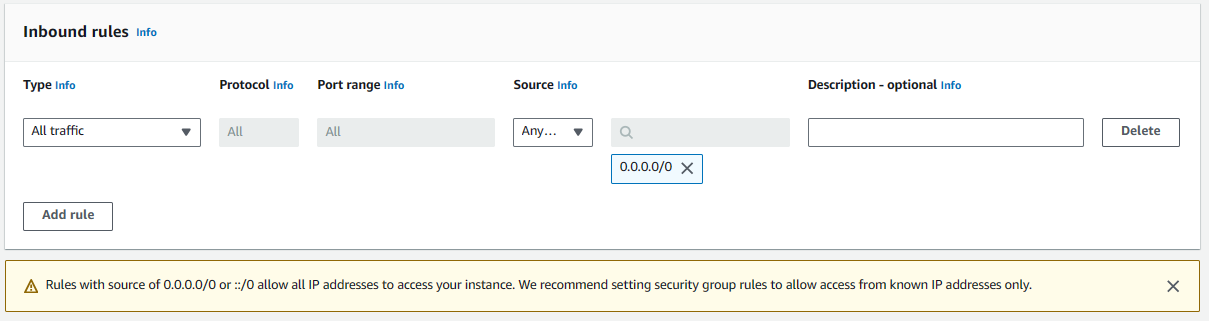 Inbound rules Info
Type Info Protocol Info Port range Info Source Info Description - optional Info
All traffic All All Any... Delete
0.0.0.0/0
Add rule
Rules with source of 0.0.0.0/0 or ::/0 allow all IP addresses to access your instance. We recommend setting security group rules to allow access from known IP addresses only.